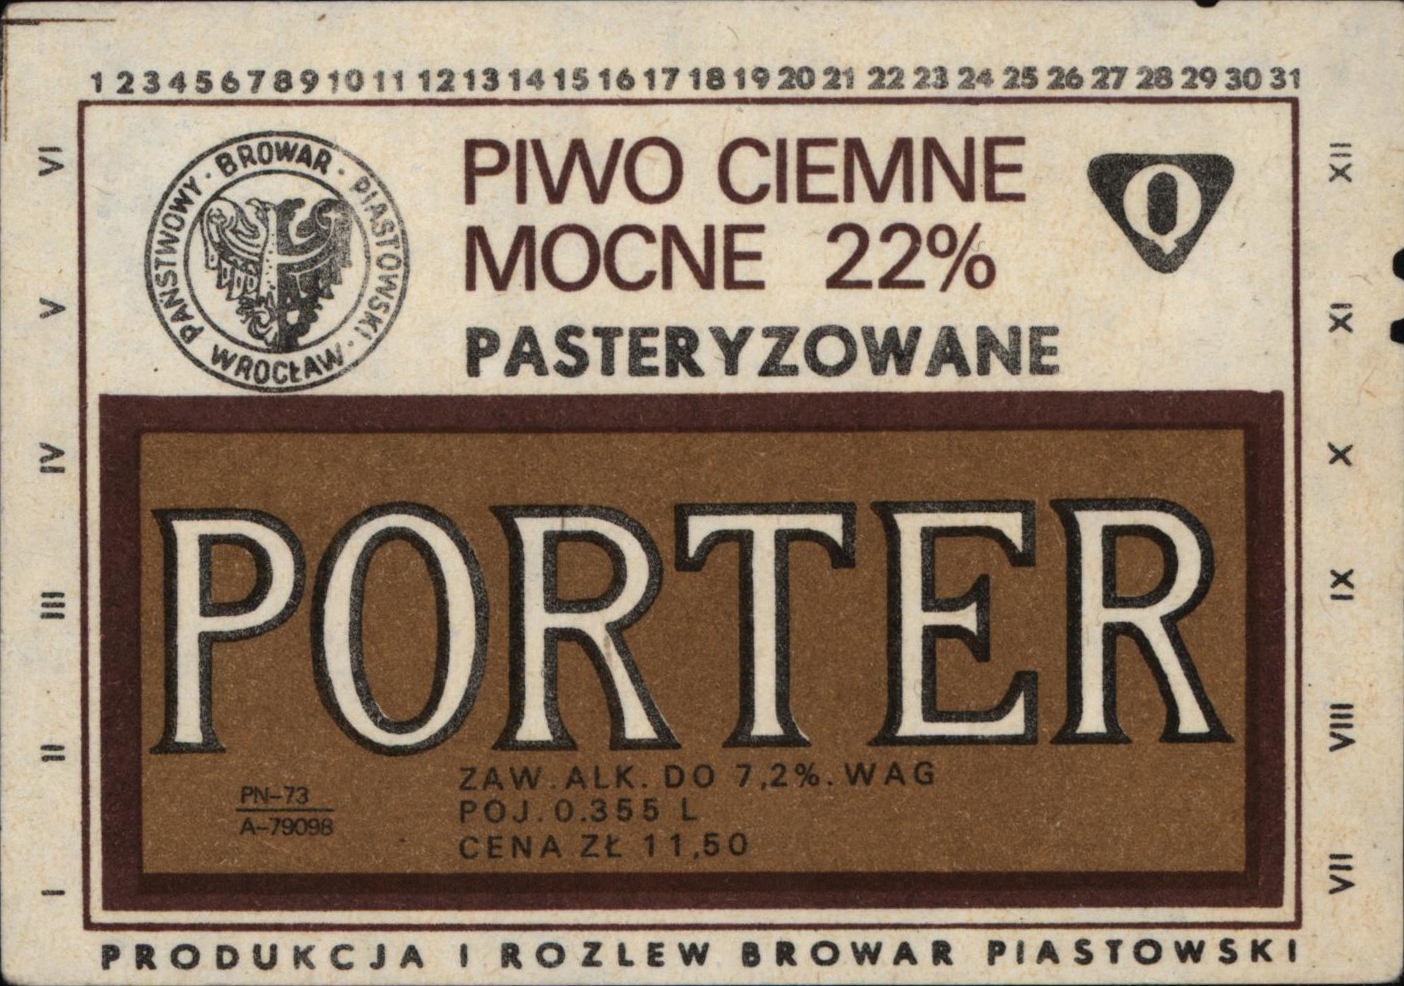 1 2 3 4 5 6 7 8 9 10 11 12 13 14 15 16 17 18 19 20 21 22 23 24 25 26 27 28 29 30 31
PAŃSTWOWY · BROWAR · PIASTOWSKI ·
WROCŁAW
PIWO CIEMNE
MOCNE 22%
PASTERYZOWANE
Q
VI
V
IV
III
II
I
XII
XI
X
IX
VIII
VII
PORTER
PN-73
A-79098
ZAW. ALK. DO 7,2%. WAG
POJ. 0.355 L
CENA ZŁ 11,50
PRODUKCJA I ROZLEW BROWAR PIASTOWSKI